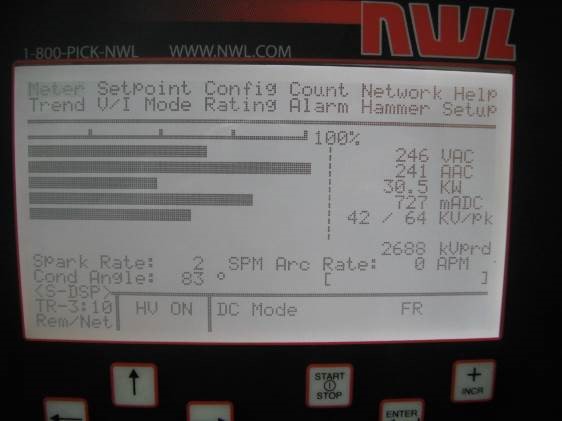 1-800-PICK-NWL WWW.NWL.COM NWL
Meter Setpoint Config Count Network Help
Trend V/I Mode Rating Alarm Hammer Setup
100%
246 VAC
241 AAC
30.5 KW
727 mADC
42 / 64 KV/pk
2688 kVprd
Spark Rate: 2 SPM Arc Rate: 0 APM
Cond Angle: 83 ° [ ]
<S-DSP>
TR-3:10 HV ON DC Mode FR
Rem/Net
START
STOP
+
INCR
ENTER